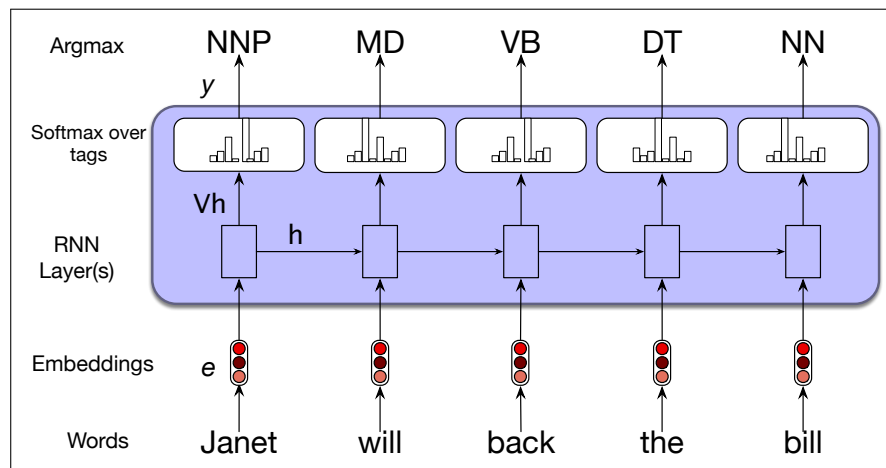 Argmax NNP MD VB DT NN
y
Softmax over
tags
Vh
RNN
Layer(s)
h
Embeddings e
Words Janet will back the bill